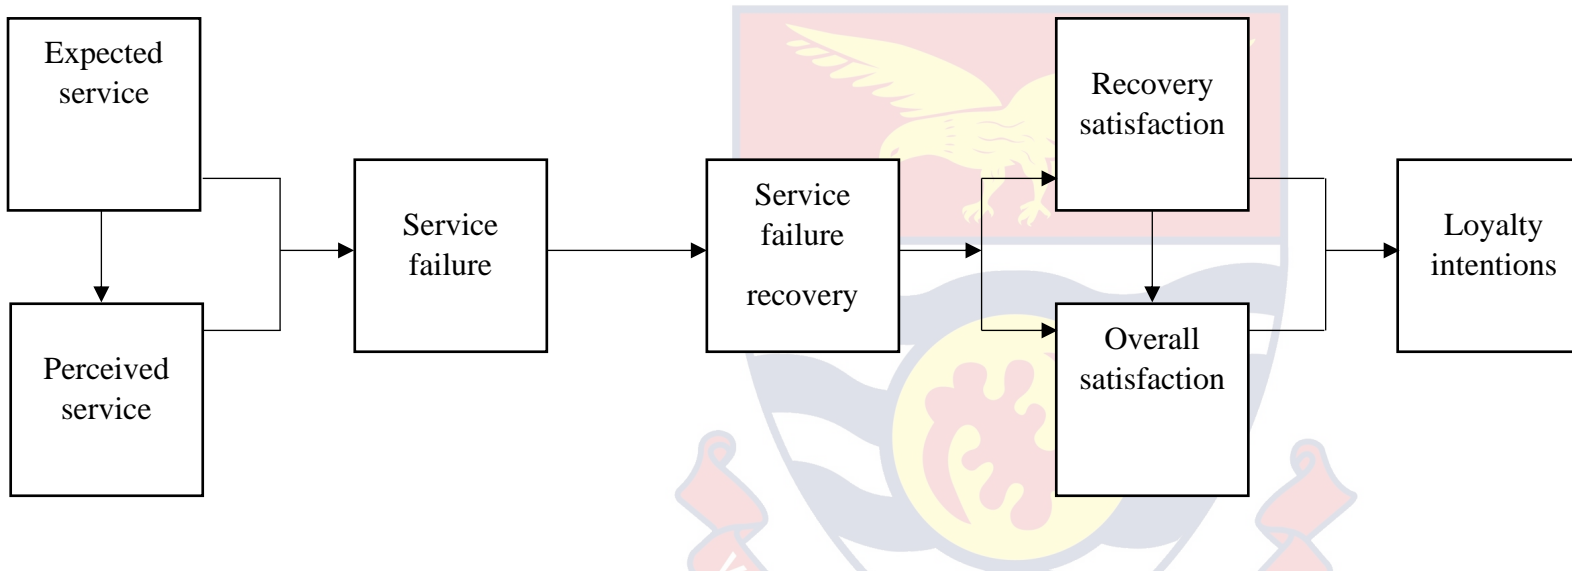 Expected
service
Perceived
service
Service
failure
Service
failure
recovery
Recovery
satisfaction
Overall
satisfaction
Loyalty
intentions